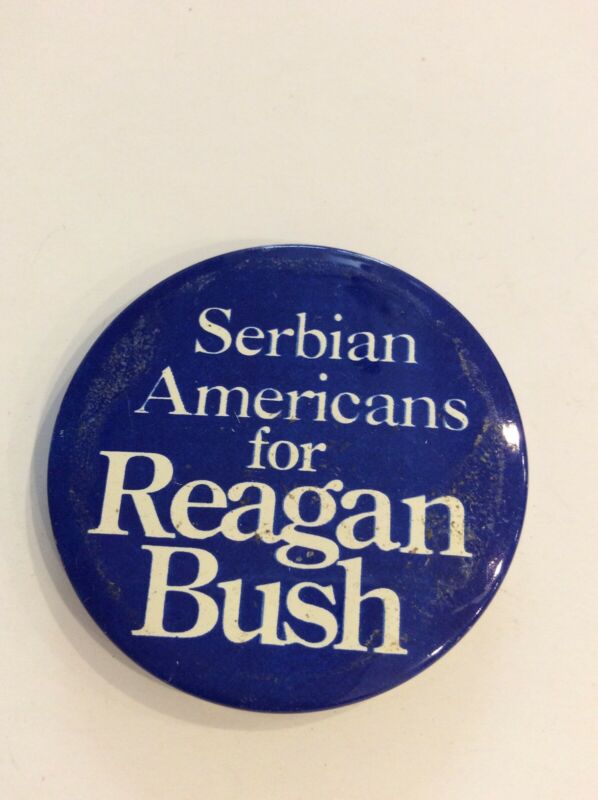 Serbian
Americans
for
Reagan
Bush